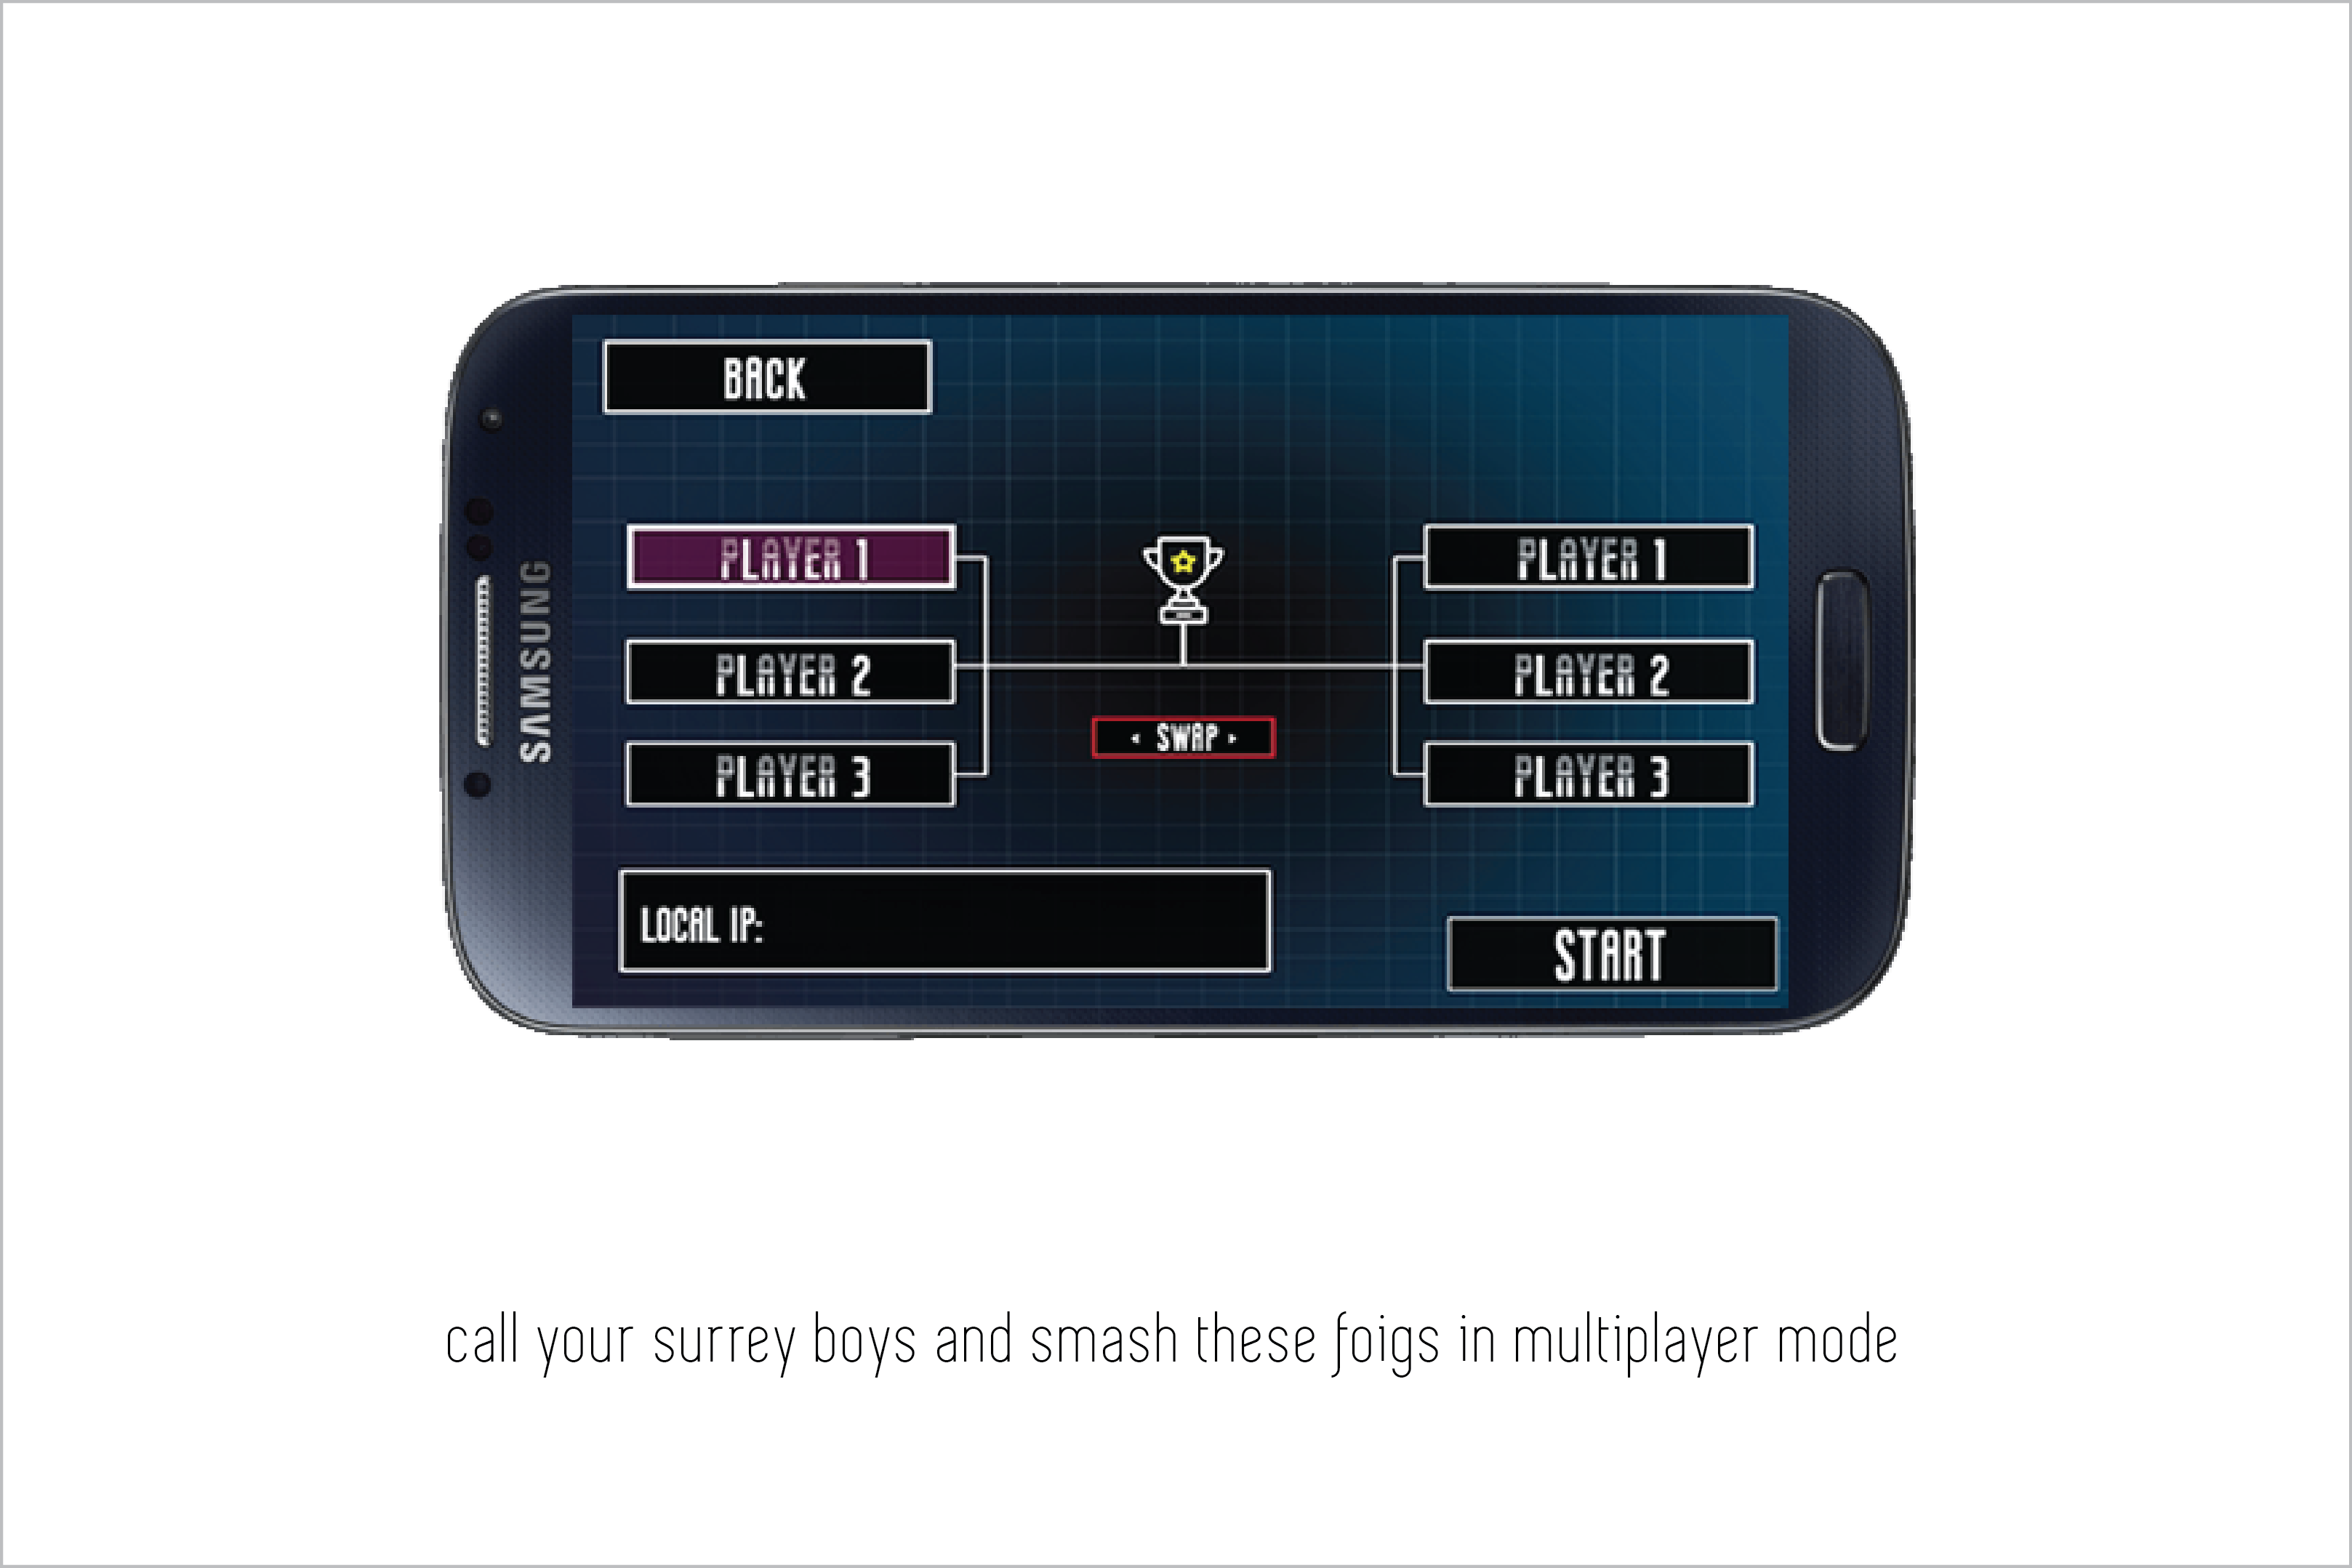 BACK
PLAYER 1
PLAYER 1
PLAYER 2
PLAYER 2
< SWAP >
PLAYER 3
PLAYER 3
LOCAL IP:
START
SAMSUNG
call your surrey boys and smash these foigs in multiplayer mode